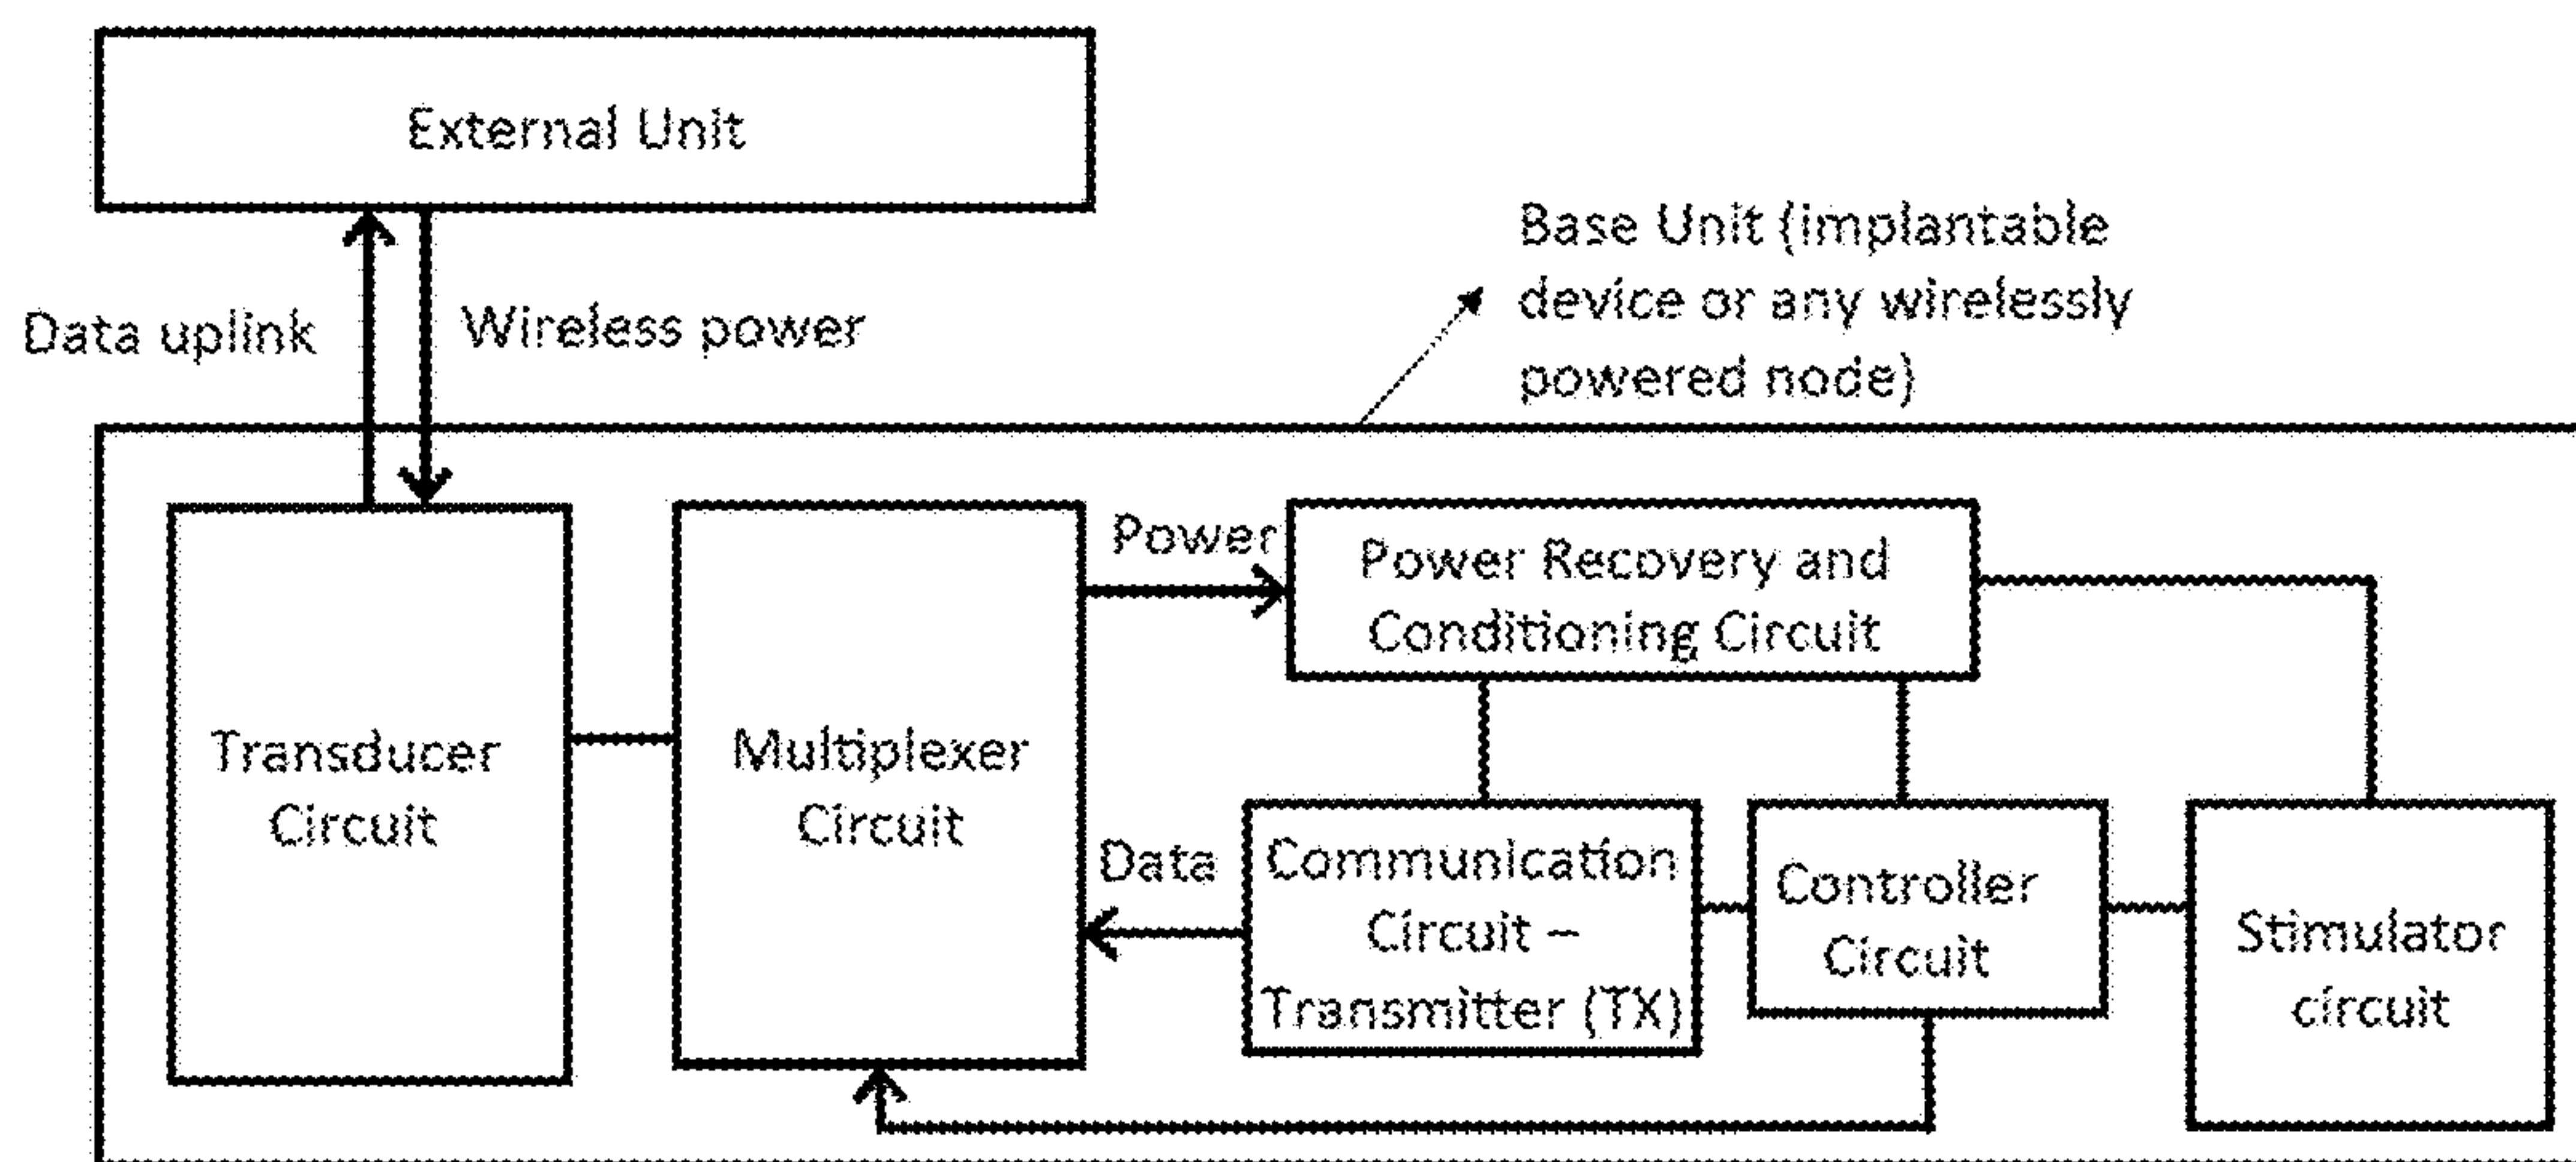 External Unit
Data uplink
Wireless power
Base Unit (implantable
device or any wirelessly
powered node)
Transducer
Circuit
Multiplexer
Circuit
Power
Power Recovery and
Conditioning Circuit
Data
Communication
Circuit –
Transmitter (TX)
Controller
Circuit
Stimulator
circuit